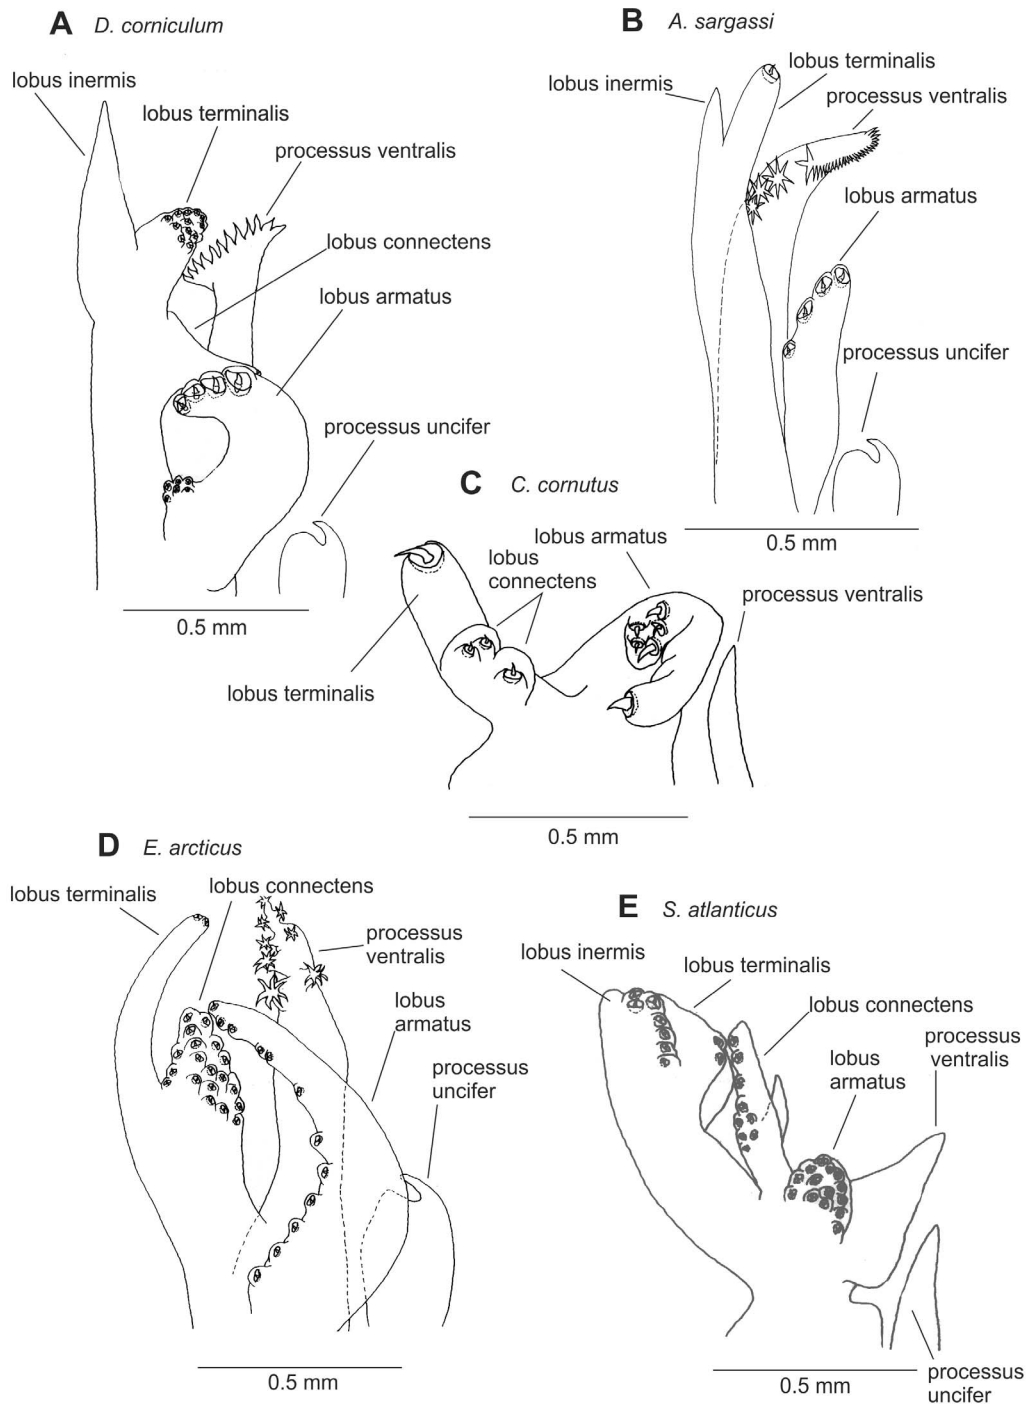 A D. corniculum
lobus inermis
lobus terminalis
processus ventralis
lobus connectens
lobus armatus
processus uncifer
0.5 mm
B A. sargassi
lobus inermis
lobus terminalis
processus ventralis
lobus armatus
processus uncifer
0.5 mm
C C. cornutus
lobus armatus
lobus
connectens
processus ventralis
lobus terminalis
0.5 mm
D E. arcticus
lobus terminalis
lobus connectens
processus
ventralis
lobus
armatus
processus
uncifer
0.5 mm
E S. atlanticus
lobus inermis
lobus terminalis
lobus connectens
processus
ventralis
lobus
armatus
processus
uncifer
0.5 mm